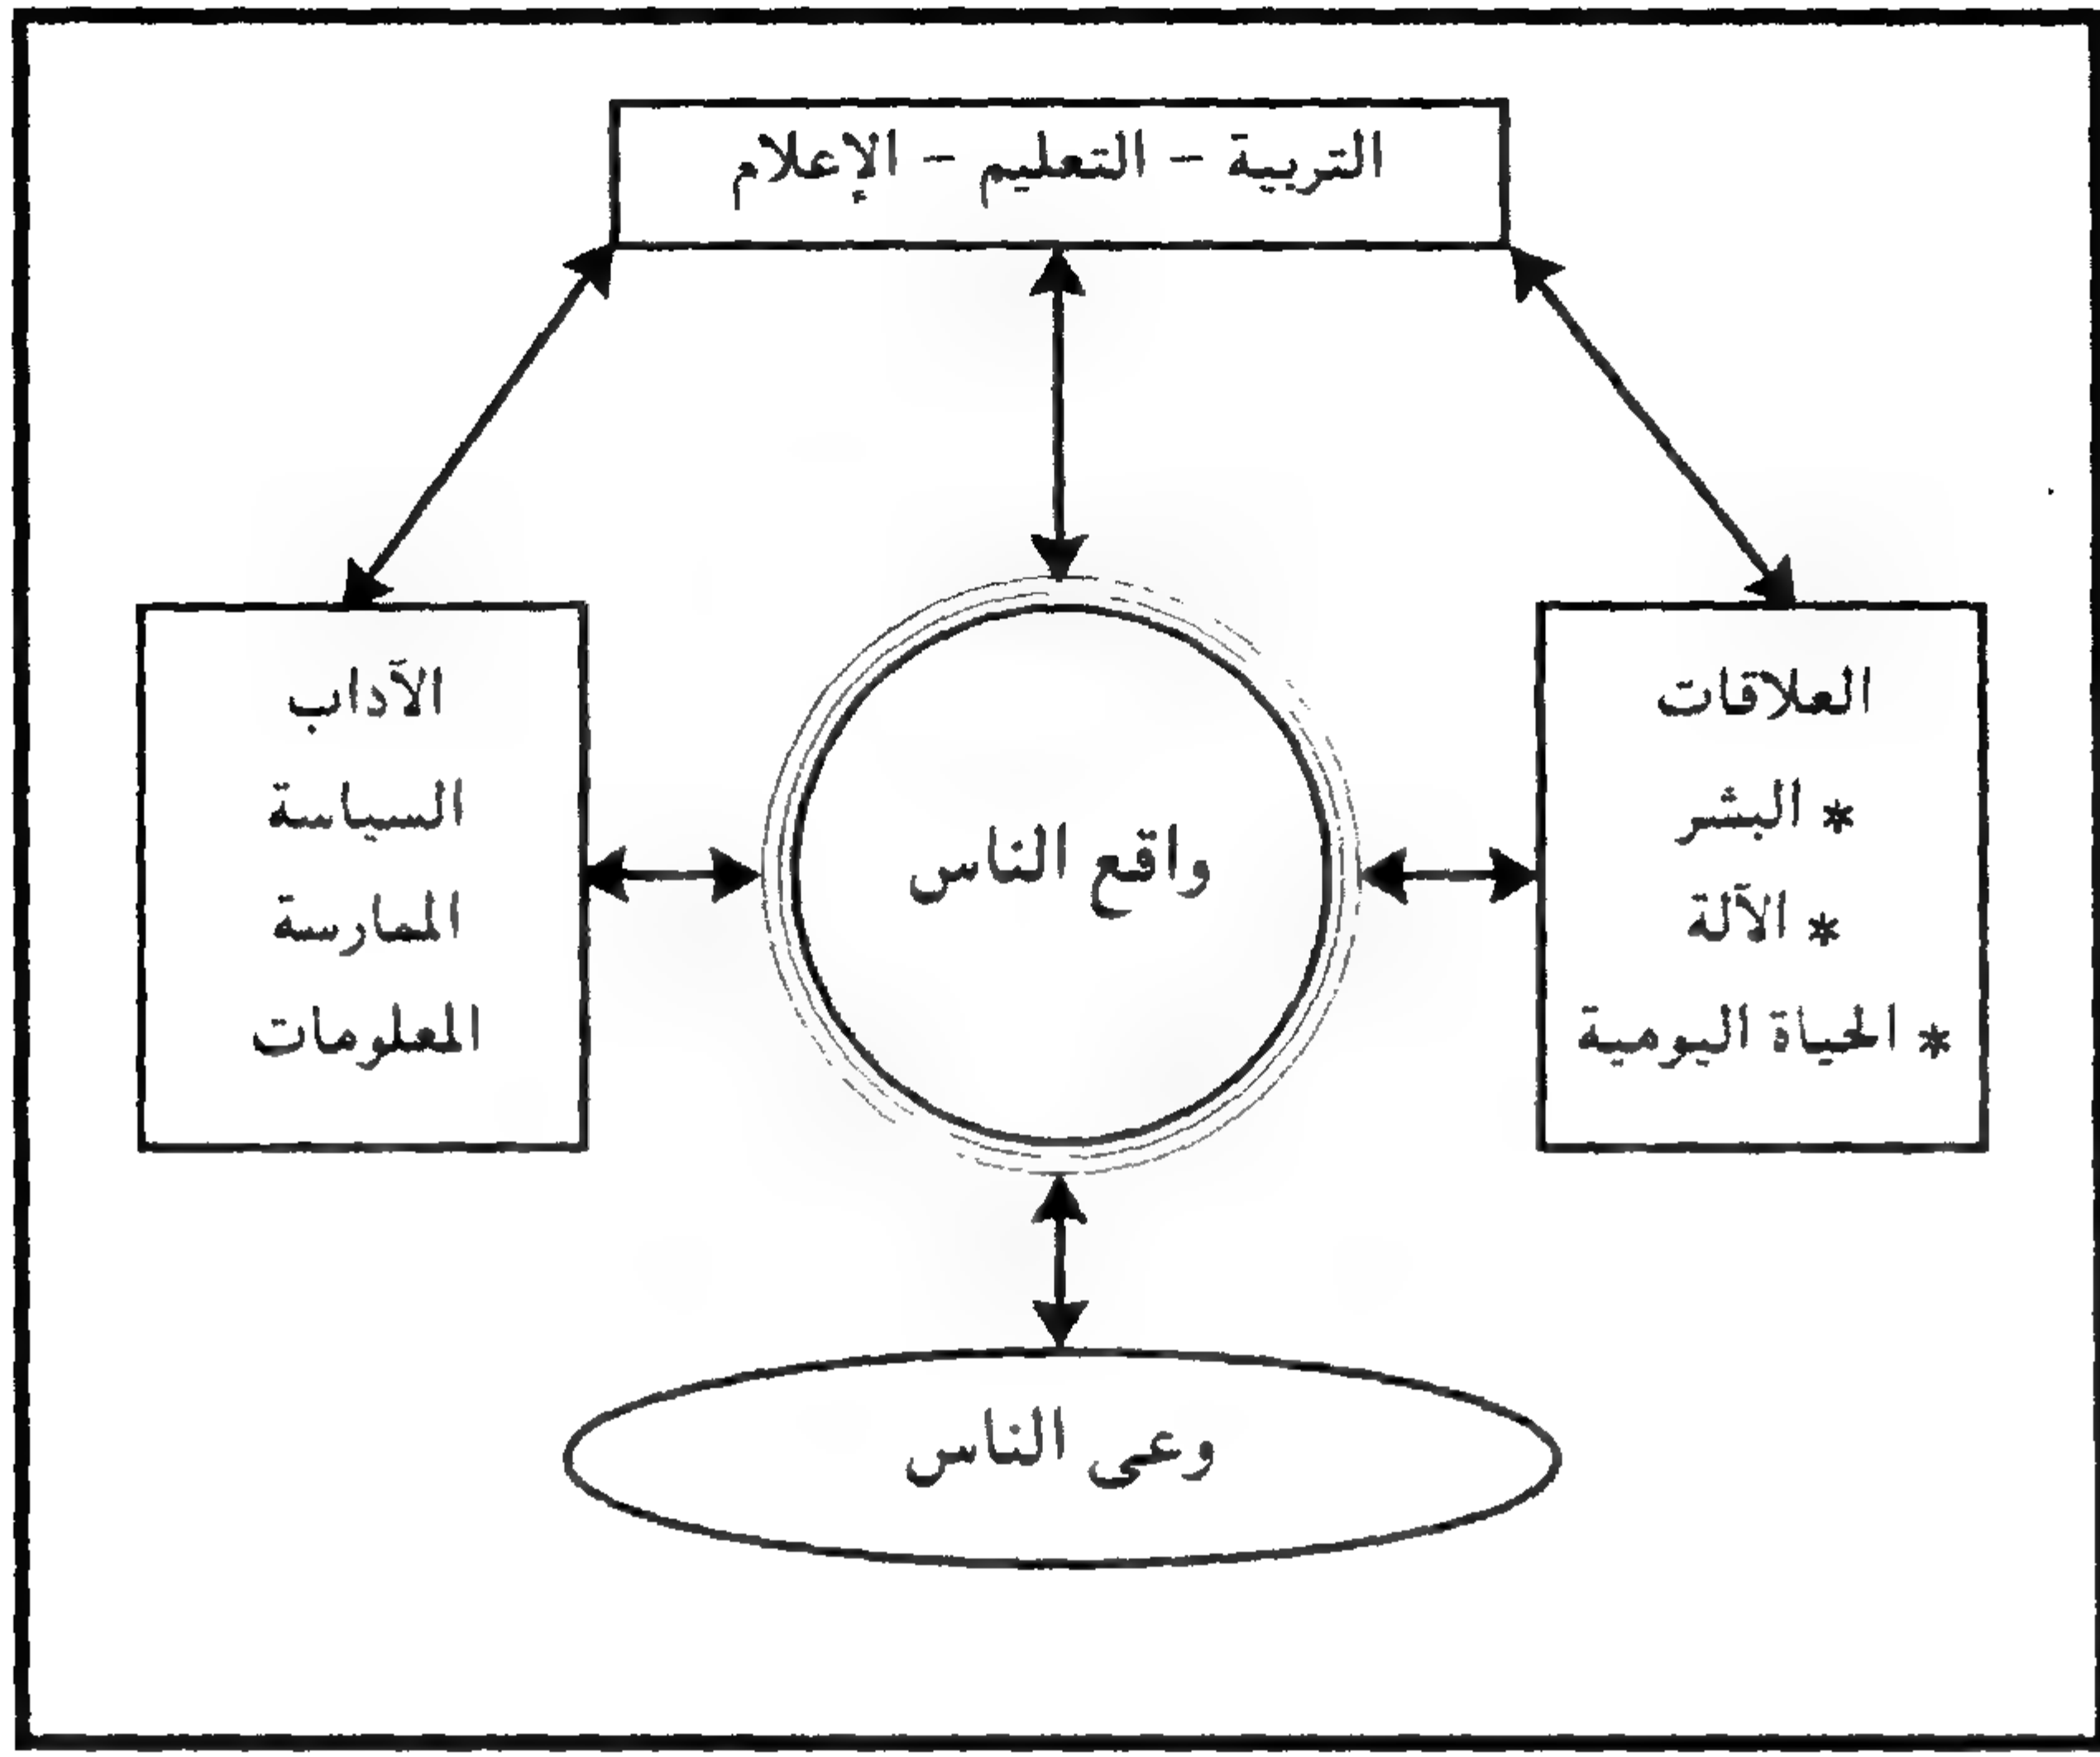 التربية - التعليم - الإعلام
العلاقات
* البشر
* الآلة
* الحياة اليومية
واقع الناس
الآداب
السياسة
الممارسة
المعلومات
وعى الناس